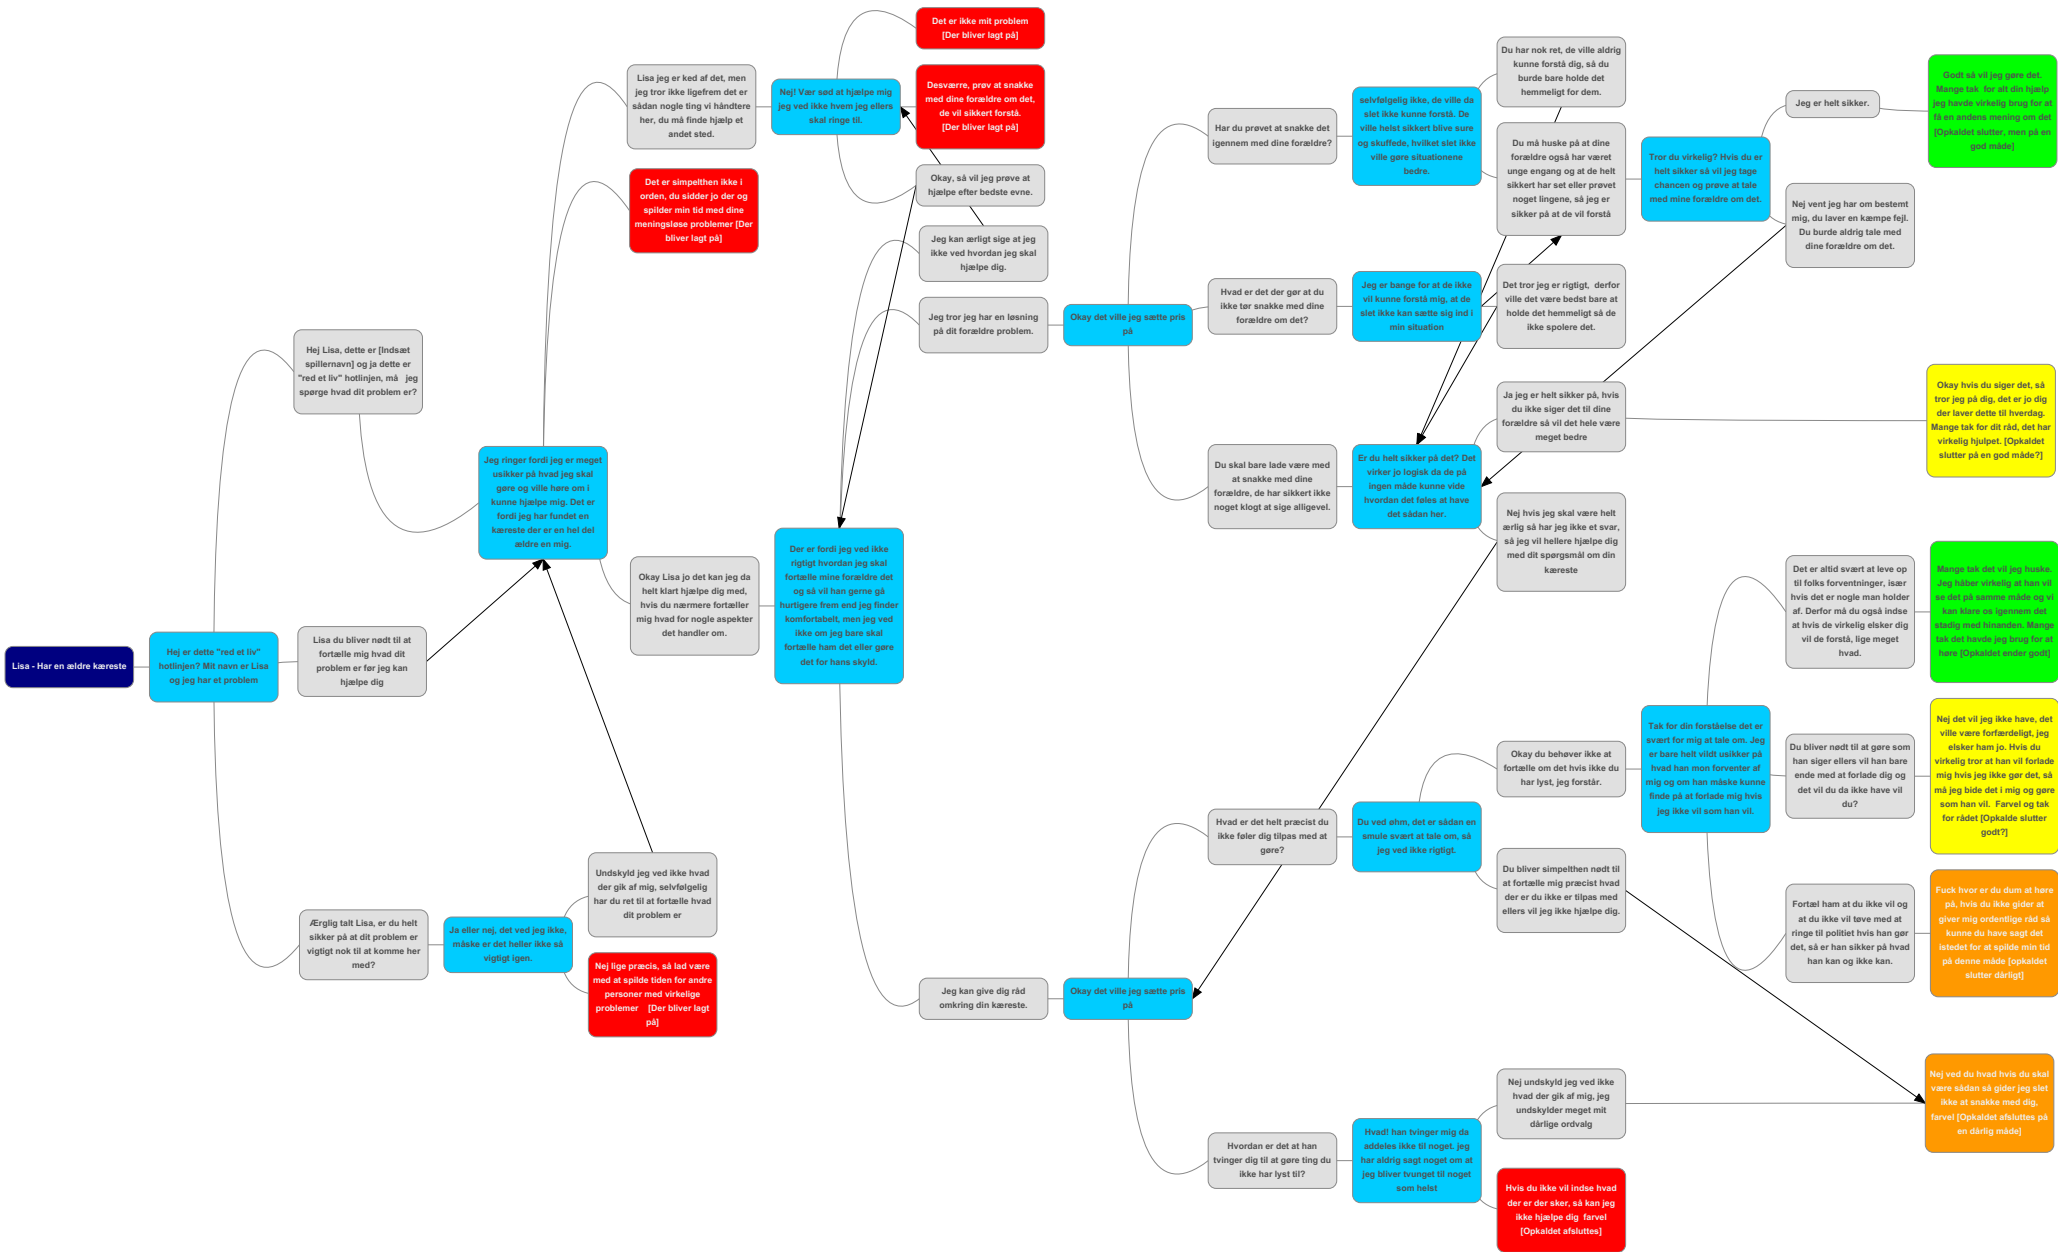 Lisa - Har en ældre kæreste
Hej er dette "red et liv"
hotlinjen? Mit navn er Lisa
og jeg har et problem
Hej Lisa, dette er [Indsæt
spillernavn] og ja dette er
"red et liv" hotlinjen, må jeg
spørge hvad dit problem er?
Lisa du bliver nødt til at
fortælle mig hvad dit
problem er før jeg kan
hjælpe dig
Ærglig talt Lisa, er du helt
sikker på at dit problem er
vigtigt nok til at komme her
med?
Ja eller nej, det ved jeg ikke,
måske er det heller ikke så
vigtigt igen.
Undskyld jeg ved ikke hvad
der gik af mig, selvfølgelig
har du ret til at fortælle hvad
dit problem er
Nej lige præcis, så lad være
med at spilde tiden for andre
personer med virkelige
problemer [Der bliver lagt
på]
Jeg ringer fordi jeg er meget
usikker på hvad jeg skal
gøre og ville høre om i
kunne hjælpe mig. Det er
fordi jeg har fundet en
kæreste der er en hel del
ældre en mig.
Lisa jeg er ked af det, men
jeg tror ikke ligefrem det er
sådan nogle ting vi håndtere
her, du må finde hjælp et
andet sted.
Det er simpelthen ikke i
orden, du sidder jo der og
spilder min tid med dine
meningsløse problemer [Der
bliver lagt på]
Okay Lisa jo det kan jeg da
helt klart hjælpe dig med,
hvis du nærmere fortæller
mig hvad for nogle aspekter
det handler om.
Nej! Vær sød at hjælpe mig
jeg ved ikke hvem jeg ellers
skal ringe til.
Det er ikke mit problem
[Der bliver lagt på]
Desværre, prøv at snakke
med dine forældre om det,
de vil sikkert forstå.
[Der bliver lagt på]
Okay, så vil jeg prøve at
hjælpe efter bedste evne.
Der er fordi jeg ved ikke
rigtigt hvordan jeg skal
fortælle mine forældre det
og så vil han gerne gå
hurtigere frem end jeg finder
komfortabelt, men jeg ved
ikke om jeg bare skal
fortælle ham det eller gøre
det for hans skyld.
Jeg kan ærligt sige at jeg
ikke ved hvordan jeg skal
hjælpe dig.
Jeg tror jeg har en løsning
på dit forældre problem.
Jeg kan give dig råd
omkring din kæreste.
Okay det ville jeg sætte pris
på
Har du prøvet at snakke det
igennem med dine forældre?
Hvad er det der gør at du
ikke tør snakke med dine
forældre om det?
Du skal bare lade være med
at snakke med dine
forældre, de har sikkert ikke
noget klogt at sige alligevel.
selvfølgelig ikke, de ville da
slet ikke kunne forstå. De
ville helst sikkert blive sure
og skuffede, hvilket slet ikke
ville gøre situationene
bedre.
Du har nok ret, de ville aldrig
kunne forstå dig, så du
burde bare holde det
hemmeligt for dem.
Du må huske på at dine
forældre også har været
unge engang og at de helt
sikkert har set eller prøvet
noget lingene, så jeg er
sikker på at de vil forstå
Tror du virkelig? Hvis du er
helt sikker så vil jeg tage
chancen og prøve at tale
med mine forældre om det.
Jeg er helt sikker.
Godt så vil jeg gøre det.
Mange tak for alt din hjælp
jeg havde virkelig brug for at
få en andens mening om det
[Opkaldet slutter, men på en
god måde]
Nej vent jeg har om bestemt
mig, du laver en kæmpe fejl.
Du burde aldrig tale med
dine forældre om det.
Jeg er bange for at de ikke
vil kunne forstå mig, at de
slet ikke kan sætte sig ind i
min situation
Det tror jeg er rigtigt, derfor
ville det være bedst bare at
holde det hemmeligt så de
ikke spolere det.
Er du helt sikker på det? Det
virker jo logisk da de på
ingen måde kunne vide
hvordan det føles at have
det sådan her.
Ja jeg er helt sikker på, hvis
du ikke siger det til dine
forældre så vil det hele være
meget bedre
Okay hvis du siger det, så
tror jeg på dig, det er jo dig
der laver dette til hverdag.
Mange tak for dit råd, det har
virkelig hjulpet. [Opkaldet
slutter på en god måde?]
Nej hvis jeg skal være helt
ærlig så har jeg ikke et svar,
så jeg vil hellere hjælpe dig
med dit spørgsmål om din
kæreste
Okay det ville jeg sætte pris
på
Hvad er det helt præcist du
ikke føler dig tilpas med at
gøre?
Du ved øhm, det er sådan en
smule svært at tale om, så
jeg ved ikke rigtigt.
Okay du behøver ikke at
fortælle om det hvis ikke du
har lyst, jeg forstår.
Du bliver simpelthen nødt til
at fortælle mig præcist hvad
der er du ikke er tilpas med
ellers vil jeg ikke hjælpe dig.
Tak for din forståelse det er
svært for mig at tale om. Jeg
er bare helt vildt usikker på
hvad han mon forventer af
mig og om han måske kunne
finde på at forlade mig hvis
jeg ikke vil som han vil.
Det er altid svært at leve op
til folks forventninger, især
hvis det er nogle man holder
af. Derfor må du også indse
at hvis de virkelig elsker dig
vil de forstå, lige meget
hvad.
Mange tak det vil jeg huske.
Jeg håber virkelig at han vil
se det på samme måde og vi
kan klare os igennem det
stadig med hinanden. Mange
tak det havde jeg brug for at
høre [Opkaldet ender godt]
Du bliver nødt til at gøre som
han siger ellers vil han bare
ende med at forlade dig og
det vil du da ikke have vil
du?
Nej det vil jeg ikke have, det
ville være forfærdeligt, jeg
elsker ham jo. Hvis du
virkelig tror at han vil forlade
mig hvis jeg ikke gør det, så
må jeg bide det i mig og gøre
som han vil. Farvel og tak
for rådet [Opkalde slutter
godt?]
Fortæl ham at du ikke vil og
at du ikke vil tøve med at
ringe til politiet hvis han gør
det, så er han sikker på hvad
han kan og ikke kan.
Fuck hvor er du dum at høre
på, hvis du ikke gider at
giver mig ordentlige råd så
kunne du have sagt det
istedet for at spilde min tid
på denne måde [opkaldet
slutter dårligt]
Hvordan er det at han
tvinger dig til at gøre ting du
ikke har lyst til?
Hvad! han tvinger mig da
addeles ikke til noget. jeg
har aldrig sagt noget om at
jeg bliver tvunget til noget
som helst
Nej undskyld jeg ved ikke
hvad der gik af mig, jeg
undskylder meget mit
dårlige ordvalg
Nej ved du hvad hvis du skal
være sådan så gider jeg slet
ikke at snakke med dig,
farvel [Opkaldet afsluttes på
en dårlig måde]
Hvis du ikke vil indse hvad
der er der sker, så kan jeg
ikke hjælpe dig farvel
[Opkaldet afsluttes]